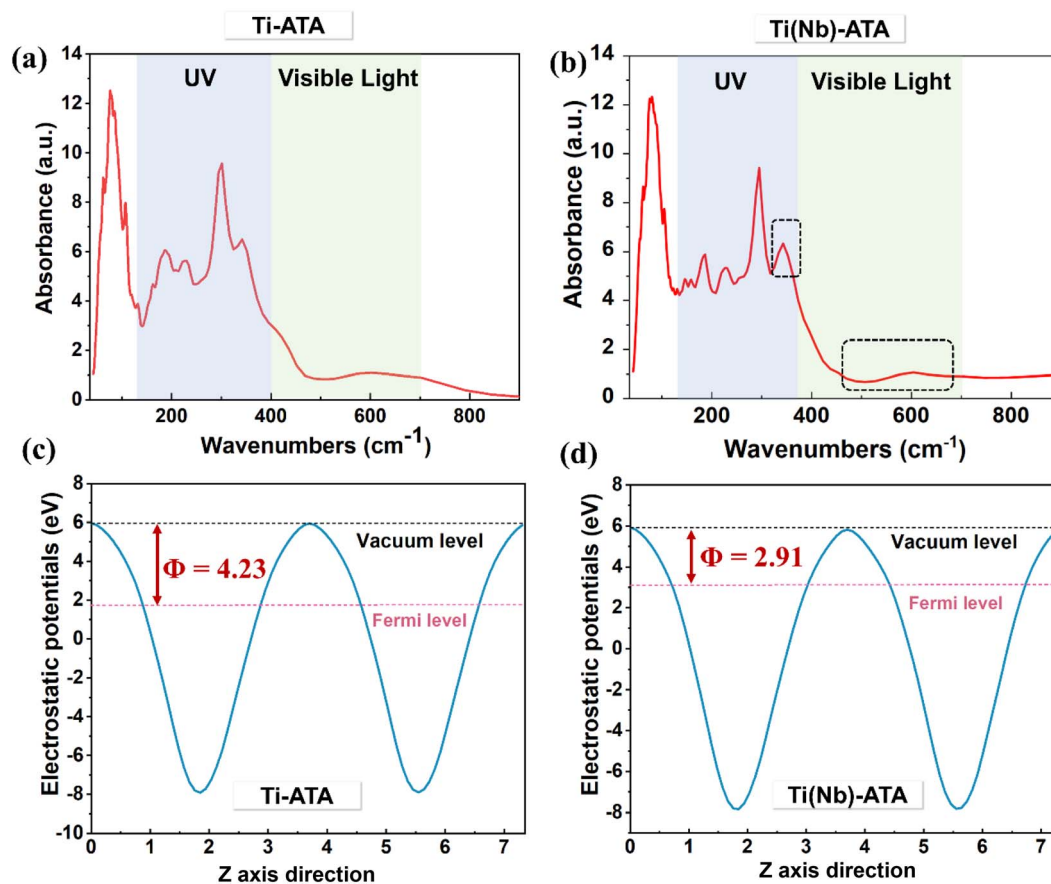 Ti-ATA
Ti(Nb)-ATA
(a)
UV
Visible Light
Absorbance (a.u.)
14
12
10
8
6
4
2
0
200
400
600
800
Wavenumbers (cm⁻¹)
(b)
UV
Visible Light
Absorbance (a.u.)
14
12
10
8
6
4
2
0
200
400
600
800
Wavenumbers (cm⁻¹)
(c)
Electrostatic potentials (eV)
8
6
4
2
0
-2
-4
-6
-8
-10
Vacuum level
Φ = 4.23
Fermi level
Ti-ATA
0
1
2
3
4
5
6
7
Z axis direction
(d)
Electrostatic potentials (eV)
8
6
4
2
0
-2
-4
-6
-8
Vacuum level
Φ = 2.91
Fermi level
Ti(Nb)-ATA
0
1
2
3
4
5
6
7
Z axis direction